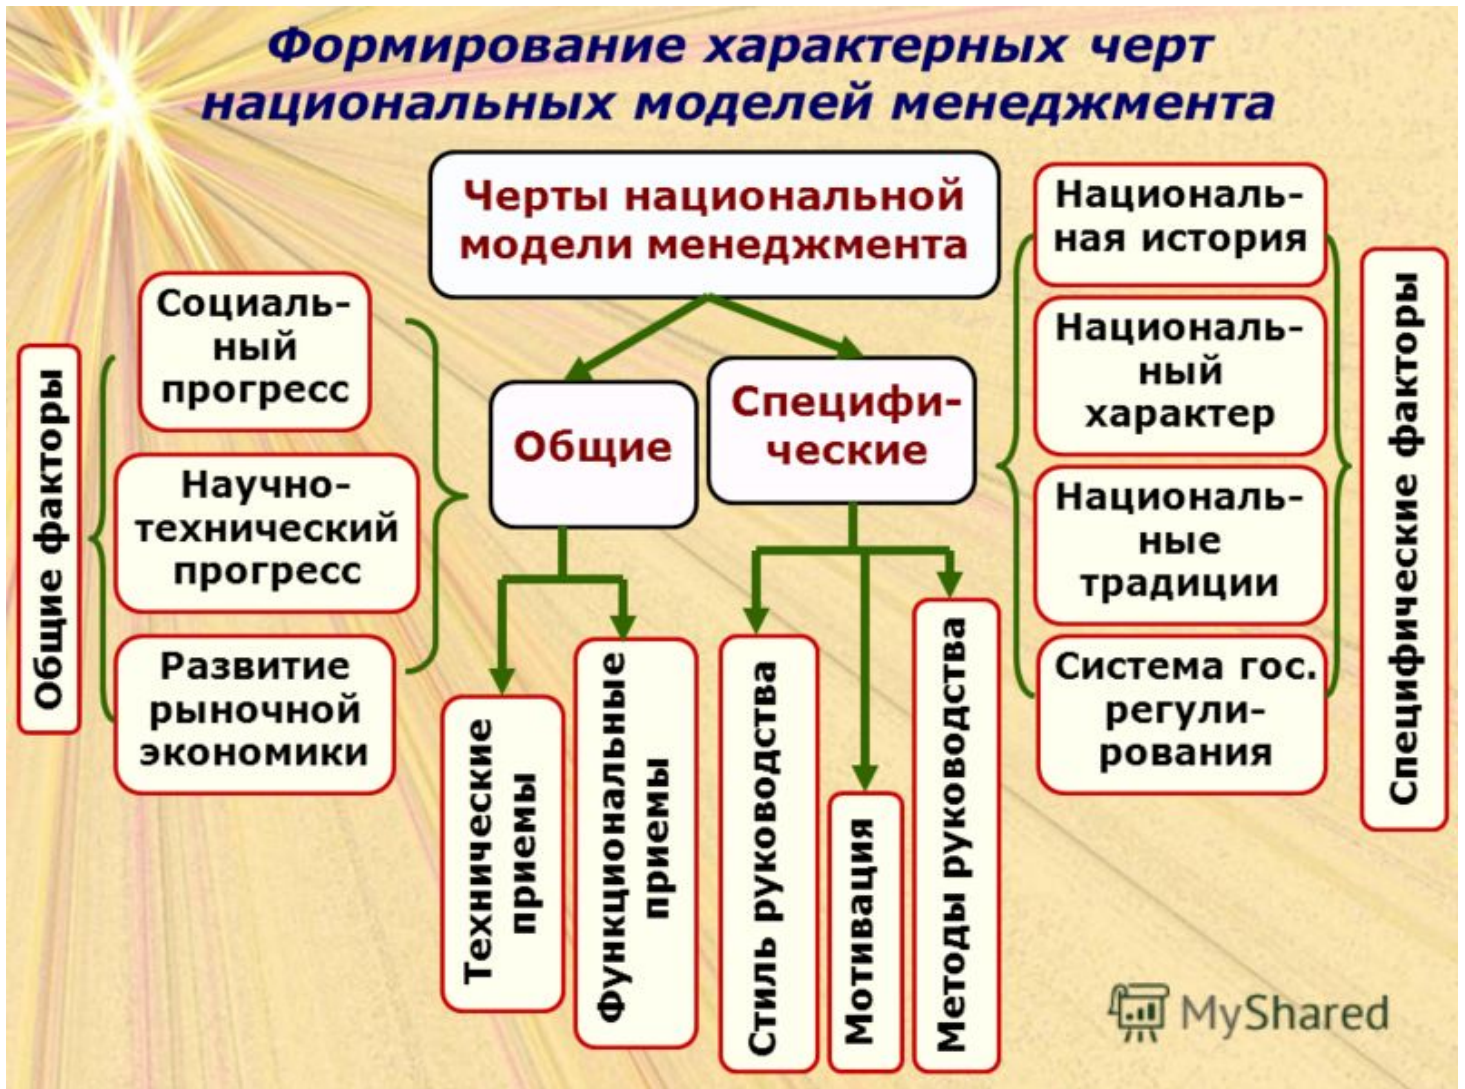 Формирование характерных черт
национальных моделей менеджмента
Черты национальной
модели менеджмента
Общие
Специфи-
ческие
Общие факторы
Социаль-
ный
прогресс
Научно-
технический
прогресс
Развитие
рыночной
экономики
Технические
приемы
Функциональные
приемы
Стиль руководства
Мотивация
Методы руководства
Националь-
ная история
Националь-
ный
характер
Националь-
ные
традиции
Система гос.
регули-
рования
Специфические факторы
MyShared